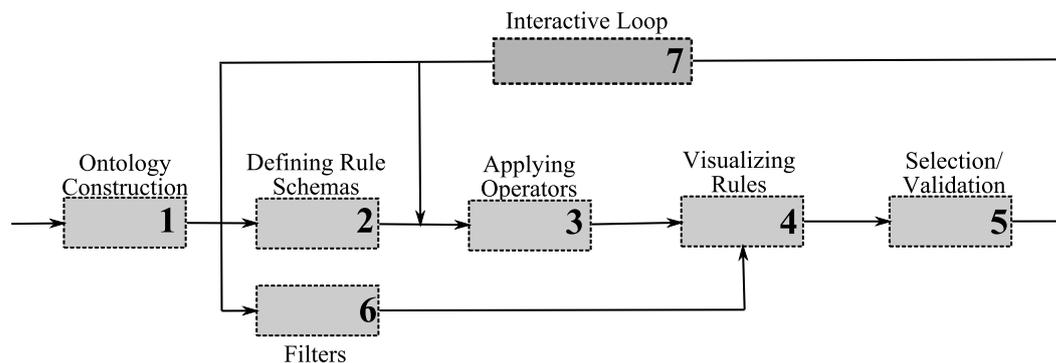 Interactive Loop
7
Ontology
Construction
1
Defining Rule
Schemas
2
Applying
Operators
3
Visualizing
Rules
4
Selection/
Validation
5
6
Filters